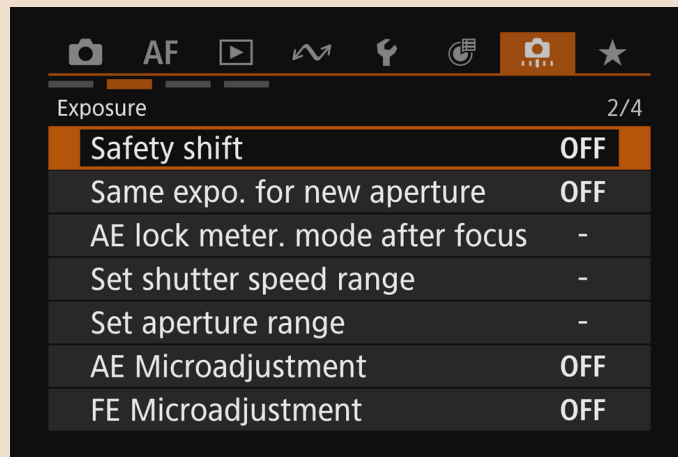 AF
Exposure 2/4
Safety shift OFF
Same expo. for new aperture OFF
AE lock meter. mode after focus -
Set shutter speed range -
Set aperture range -
AE Microadjustment OFF
FE Microadjustment OFF